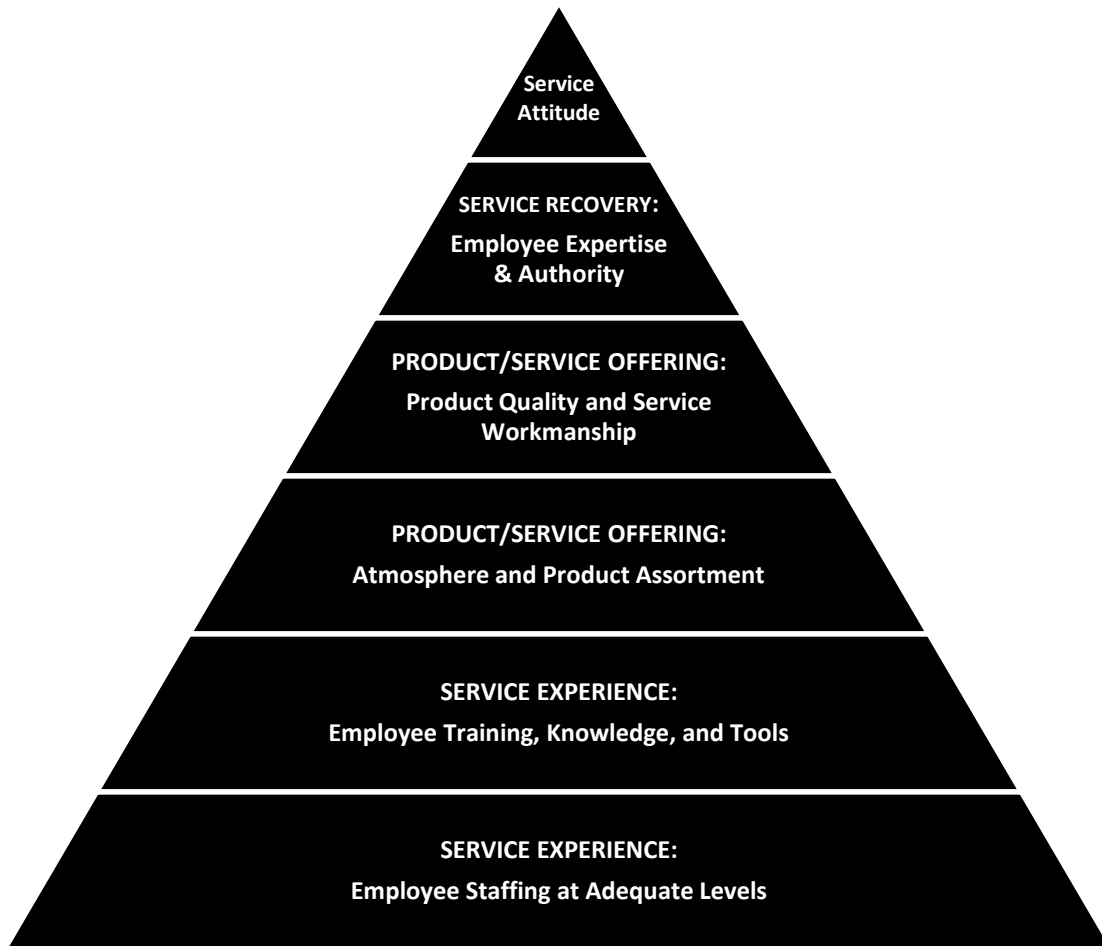 Service
Attitude
SERVICE RECOVERY:
Employee Expertise
& Authority
PRODUCT/SERVICE OFFERING:
Product Quality and Service
Workmanship
PRODUCT/SERVICE OFFERING:
Atmosphere and Product Assortment
SERVICE EXPERIENCE:
Employee Training, Knowledge, and Tools
SERVICE EXPERIENCE:
Employee Staffing at Adequate Levels